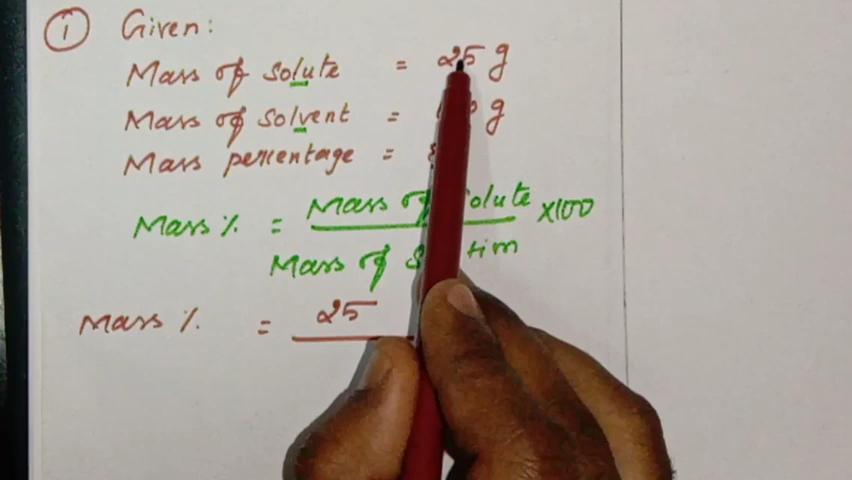 ① Given:
Mass of solute = 25 g
Mass of solvent = g
Mass percentage =
Mass % = Mass of solute ×100
Mass of
Mass % = 25